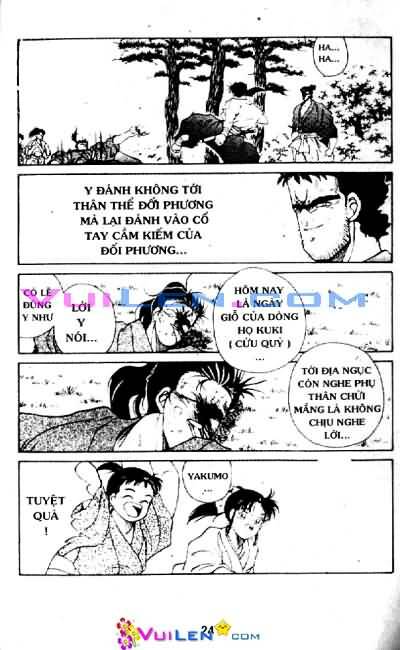 HA...
HA...
Y ĐÁNH KHÔNG TỚI
THÂN THỂ ĐỐI PHƯƠNG
MÀ LẠI ĐÁNH VÀO CỔ
TAY CẦM KIẾM CỦA
ĐỐI PHƯƠNG...
CÓ LẼ
ĐÚNG
Y NHƯ
LỜI
Y
NÓI...
HÔM NAY
LÀ NGÀY
GIỖ CỦA DÒNG
HỌ KUKI
( CỬU QUỶ )
...
VUILEN.COM
TỚI ĐỊA NGỤC
CÒN NGHE PHỤ
THÂN CHỬI
MẮNG LÀ KHÔNG
CHỊU NGHE
LỜI...
YAKUMO
...
TUYỆT
QUÁ
!
24
VUILEN
.COM